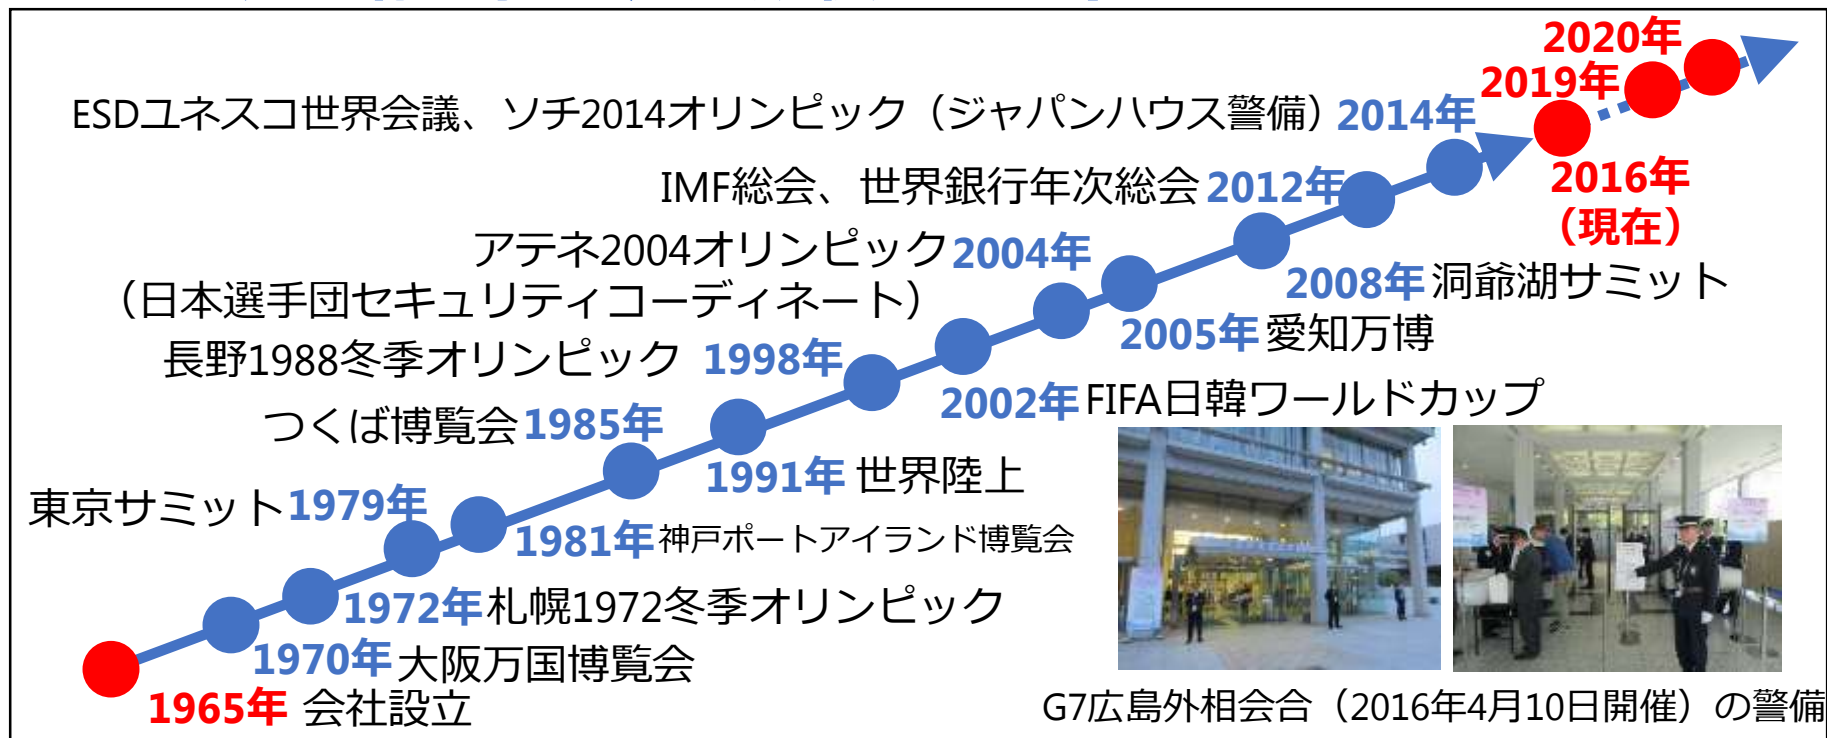 2020年
2019年
ESDユネスコ世界会議、ソチ2014オリンピック（ジャパンハウス警備）2014年
2016年
（現在）
IMF総会、世界銀行年次総会 2012年
アテネ2004オリンピック 2004年
（日本選手団セキュリティコーディネート）
2008年 洞爺湖サミット
2005年 愛知万博
長野1988冬季オリンピック 1998年
2002年 FIFA日韓ワールドカップ
つくば博覧会 1985年
1991年 世界陸上
東京サミット 1979年
1981年 神戸ポートアイランド博覧会
1972年 札幌1972冬季オリンピック
1970年 大阪万国博覧会
1965年 会社設立
G7広島外相会合（2016年4月10日開催）の警備